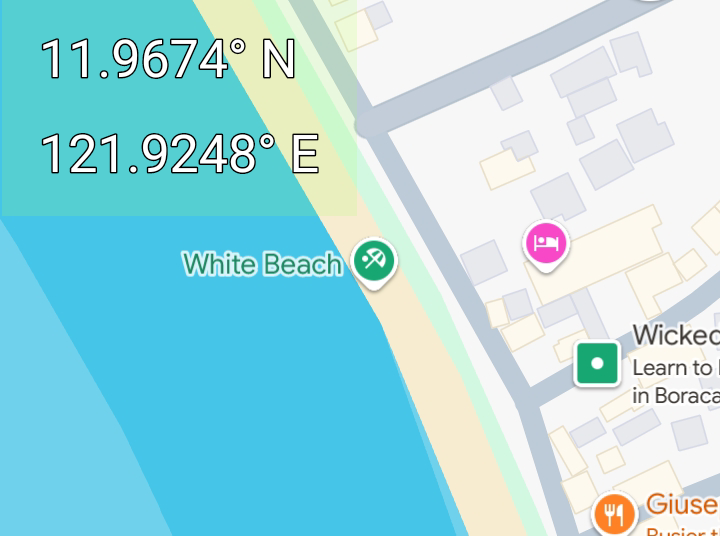 11.9674° N
121.9248° E
White Beach
Wicked
Learn to
in Boraca
Giuse